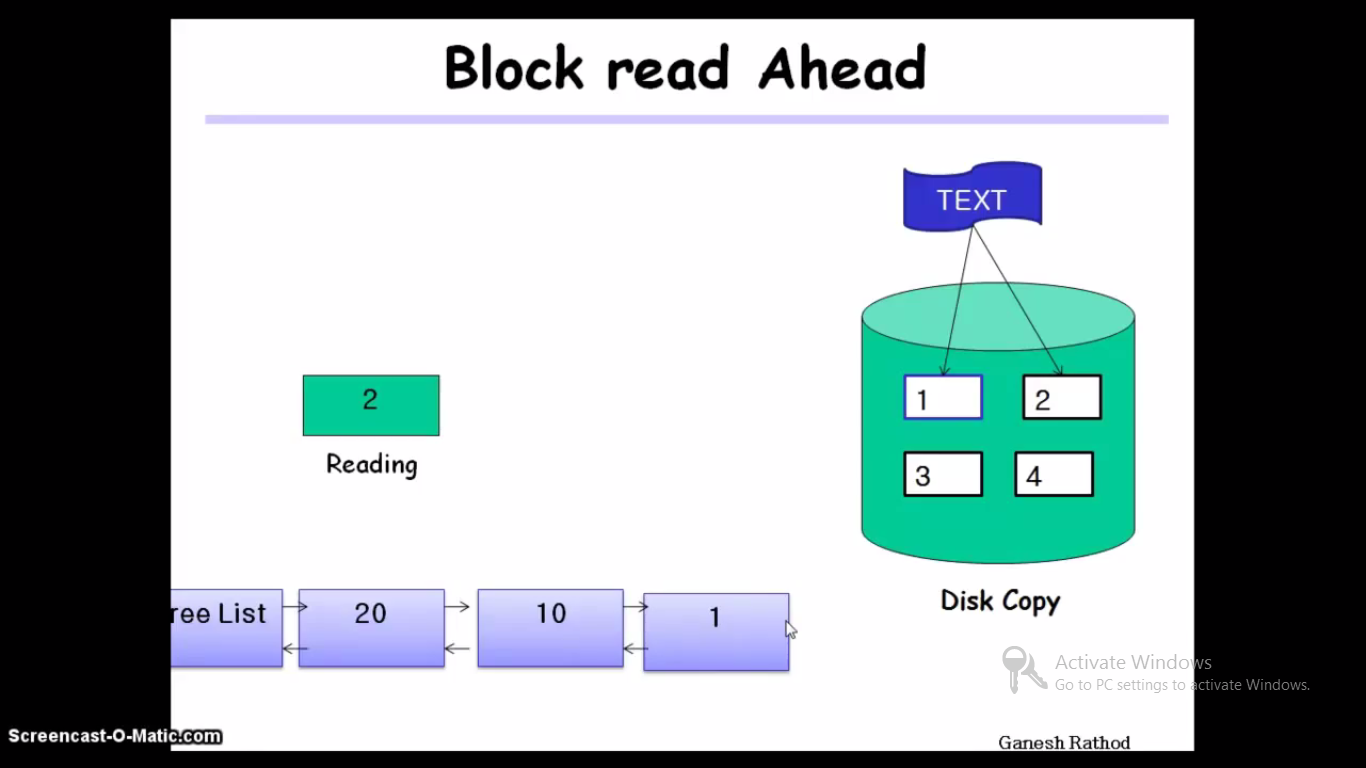 Block read Ahead
TEXT
2
Reading
1
2
3
4
Disk Copy
ree List
20
10
1
Activate Windows
Go to PC settings to activate Windows.
Screencast-O-Matic.com
Ganesh Rathod